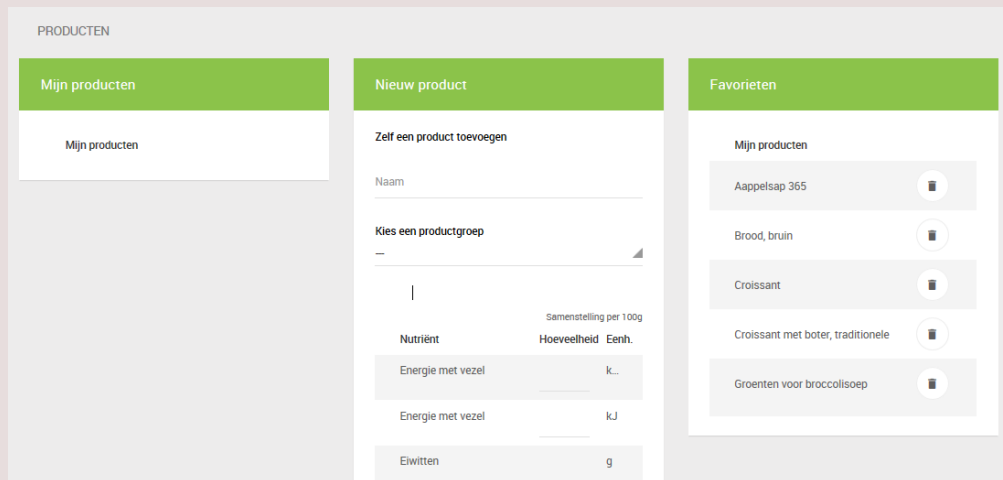 PRODUCTEN
Mijn producten
Mijn producten
Nieuw product
Zelf een product toevoegen
Naam
Kies een productgroep
—
Samenstelling per 100g
Nutriënt Hoeveelheid Eenh.
Energie met vezel k...
Energie met vezel kJ
Eiwitten g
Favorieten
Mijn producten
Aappelsap 365
Brood, bruin
Croissant
Croissant met boter, traditionele
Groenten voor broccolisoep